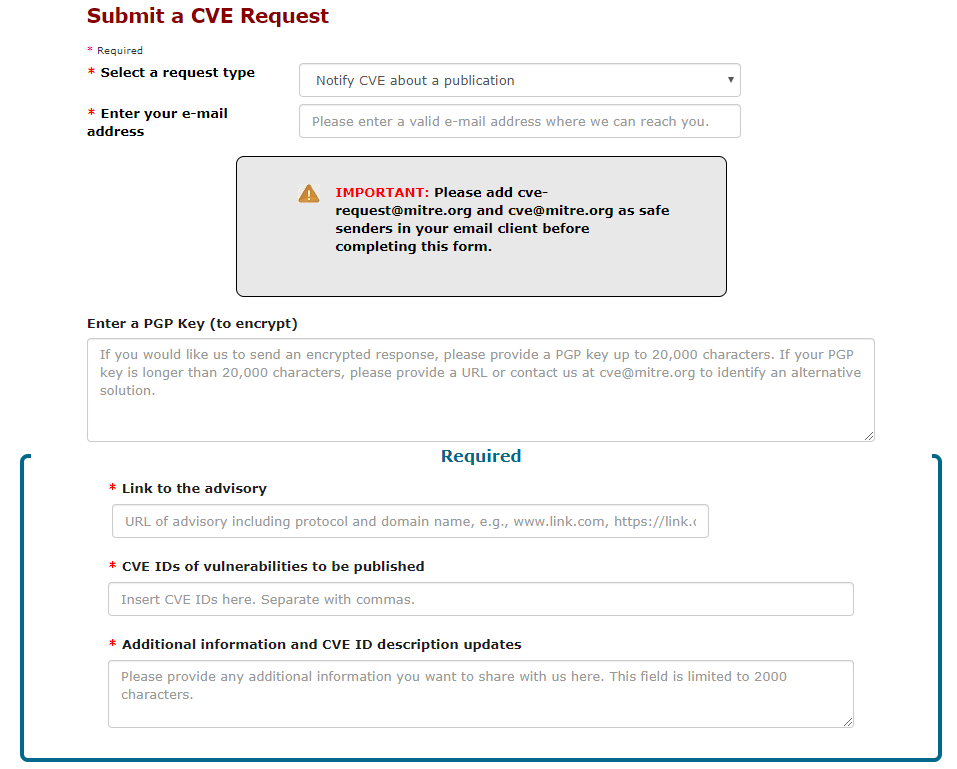 Submit a CVE Request
* Required
* Select a request type
Notify CVE about a publication
* Enter your e-mail
address
Please enter a valid e-mail address where we can reach you.
IMPORTANT: Please add cve-
request@mitre.org and cve@mitre.org as safe
senders in your email client before
completing this form.
Enter a PGP Key (to encrypt)
If you would like us to send an encrypted response, please provide a PGP key up to 20,000 characters. If your PGP
key is longer than 20,000 characters, please provide a URL or contact us at cve@mitre.org to identify an alternative
solution.
Required
* Link to the advisory
URL of advisory including protocol and domain name, e.g., www.link.com, https://link.c
* CVE IDs of vulnerabilities to be published
Insert CVE IDs here. Separate with commas.
* Additional information and CVE ID description updates
Please provide any additional information you want to share with us here. This field is limited to 2000
characters.